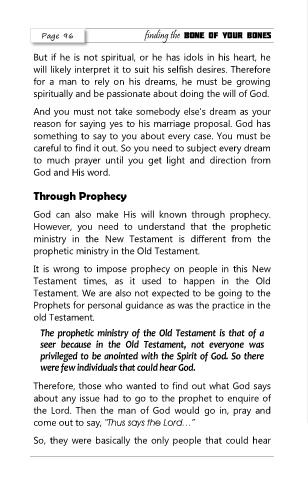 Page 96
finding the BONE OF YOUR BONES
But if he is not spiritual, or he has idols in his heart, he
will likely interpret it to suit his selfish desires. Therefore
for a man to rely on his dreams, he must be growing
spiritually and be passionate about doing the will of God.
And you must not take somebody else's dream as your
reason for saying yes to his marriage proposal. God has
something to say to you about every case. You must be
careful to find it out. So you need to subject every dream
to much prayer until you get light and direction from
God and His word.
Through Prophecy
God can also make His will known through prophecy.
However, you need to understand that the prophetic
ministry in the New Testament is different from the
prophetic ministry in the Old Testament.
It is wrong to impose prophecy on people in this New
Testament times, as it used to happen in the Old
Testament. We are also not expected to be going to the
Prophets for personal guidance as was the practice in the
old Testament.
The prophetic ministry of the Old Testament is that of a
seer because in the Old Testament, not everyone was
privileged to be anointed with the Spirit of God. So there
were few individuals that could hear God.
Therefore, those who wanted to find out what God says
about any issue had to go to the prophet to enquire of
the Lord. Then the man of God would go in, pray and
come out to say, "Thus says the Lord…"
So, they were basically the only people that could hear